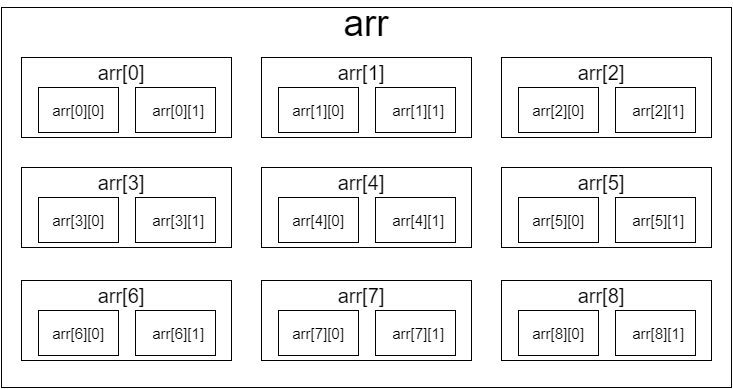 arr
arr[0] arr[1] arr[2]
arr[0][0] arr[0][1] arr[1][0] arr[1][1] arr[2][0] arr[2][1]
arr[3] arr[4] arr[5]
arr[3][0] arr[3][1] arr[4][0] arr[4][1] arr[5][0] arr[5][1]
arr[6] arr[7] arr[8]
arr[6][0] arr[6][1] arr[7][0] arr[7][1] arr[8][0] arr[8][1]